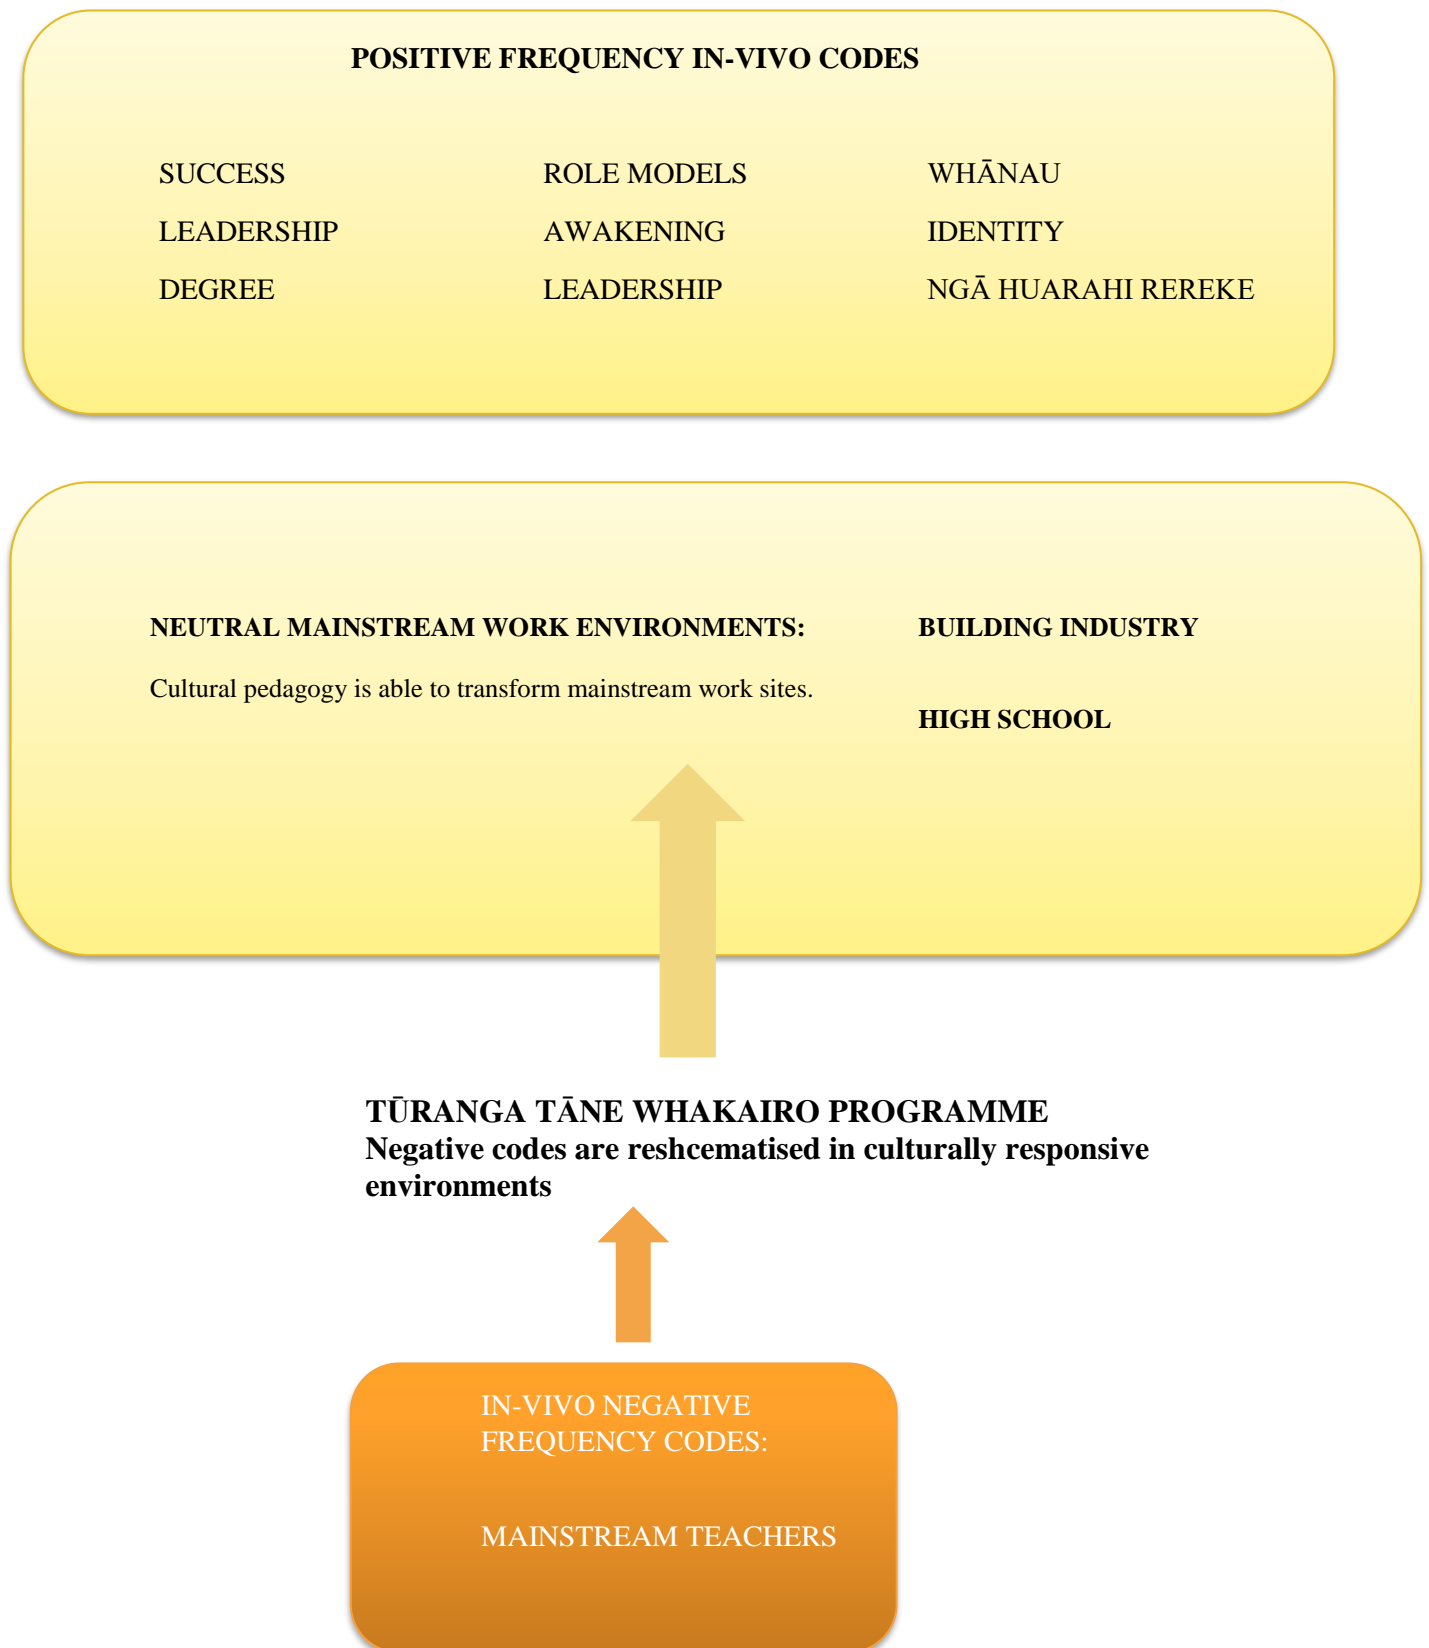 POSITIVE FREQUENCY IN-VIVO CODES
SUCCESS ROLE MODELS WHĀNAU
LEADERSHIP AWAKENING IDENTITY
DEGREE LEADERSHIP NGĀ HUARAHI REREKE
NEUTRAL MAINSTREAM WORK ENVIRONMENTS: BUILDING INDUSTRY
Cultural pedagogy is able to transform mainstream work sites.
HIGH SCHOOL
TŪRANGA TĀNE WHAKAIRO PROGRAMME
Negative codes are reshcematised in culturally responsive
environments
IN-VIVO NEGATIVE
FREQUENCY CODES:
MAINSTREAM TEACHERS